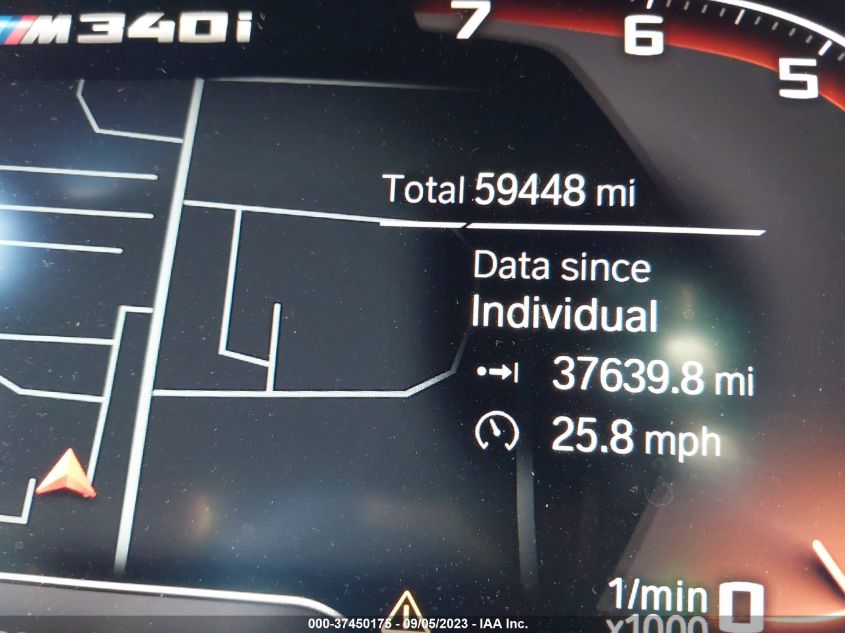 M340i
7
6
5
Total 59448 mi
Data since
Individual
37639.8 mi
25.8 mph
1/min 0
x1000
000-37450175 - 09/05/2023 - IAA Inc.